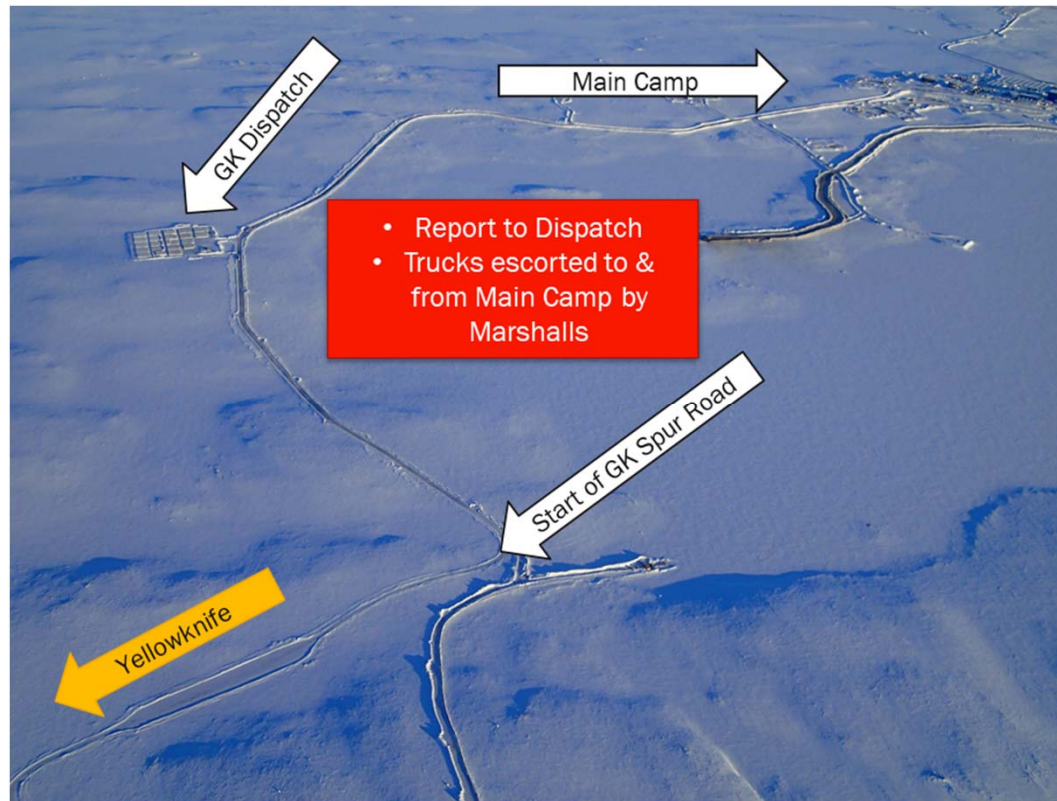 Main Camp
GK Dispatch
• Report to Dispatch
• Trucks escorted to &
from Main Camp by
Marshalls
Start of GK Spur Road
Yellowknife